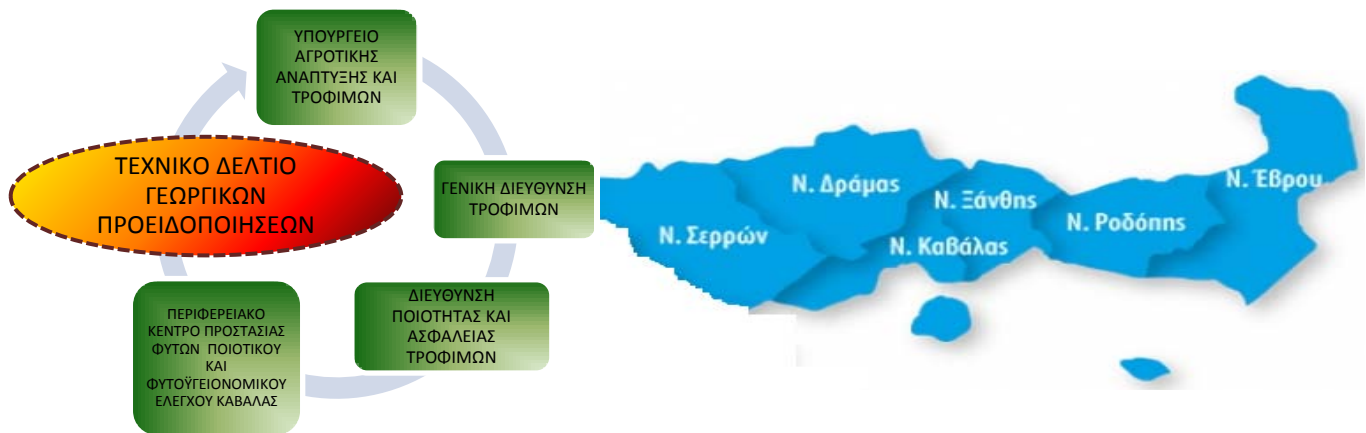 ΥΠΟΥΡΓΕΙΟ
ΑΓΡΟΤΙΚΗΣ
ΑΝΑΠΤΥΞΗΣ ΚΑΙ
ΤΡΟΦΙΜΩΝ
ΓΕΝΙΚΗ ΔΙΕΥΘΥΝΣΗ
ΤΡΟΦΙΜΩΝ
ΔΙΕΥΘΥΝΣΗ
ΠΟΙΟΤΗΤΑΣ ΚΑΙ
ΑΣΦΑΛΕΙΑΣ
ΤΡΟΦΙΜΩΝ
ΠΕΡΙΦΕΡΕΙΑΚΟ
ΚΕΝΤΡΟ ΠΡΟΣΤΑΣΙΑΣ
ΦΥΤΩΝ ΠΟΙΟΤΙΚΟΥ
ΚΑΙ
ΦΥΤΟΫΓΕΙΟΝΟΜΙΚΟΥ
ΕΛΕΓΧΟΥ ΚΑΒΑΛΑΣ
ΤΕΧΝΙΚΟ ΔΕΛΤΙΟ
ΓΕΩΡΓΙΚΩΝ
ΠΡΟΕΙΔΟΠΟΙΗΣΕΩΝ
Ν. Σερρών
Ν. Δράμας
Ν. Καβάλας
Ν. Ξάνθης
Ν. Ροδόπης
Ν. Έβρου